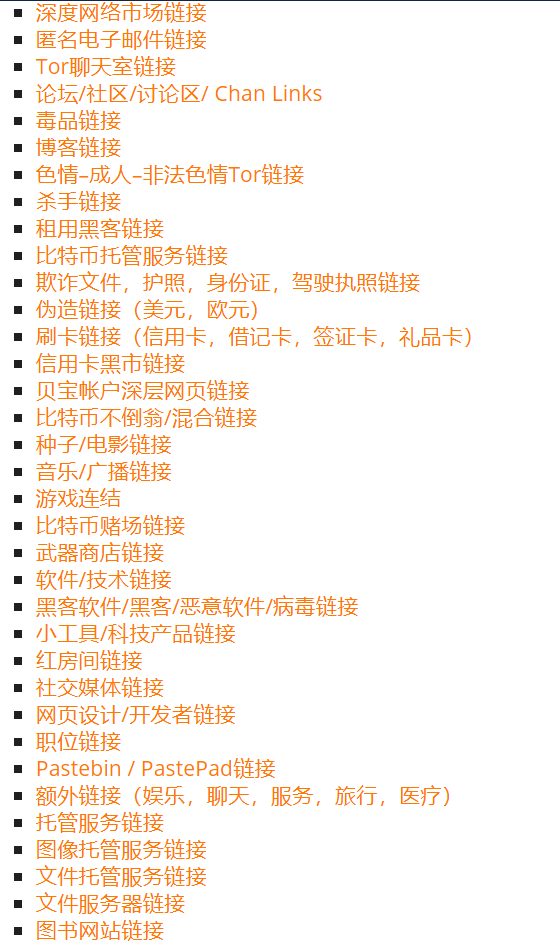 深度网络市场链接
匿名电子邮件链接
Tor聊天室链接
论坛/社区/讨论区/ Chan Links
毒品链接
博客链接
色情–成人–非法色情Tor链接
杀手链接
租用黑客链接
比特币托管服务链接
欺诈文件，护照，身份证，驾驶执照链接
伪造链接（美元，欧元）
刷卡链接（信用卡，借记卡，签证卡，礼品卡）
信用卡黑市链接
贝宝帐户深层网页链接
比特币不倒翁/混合链接
种子/电影链接
音乐/广播链接
游戏连结
比特币赌场链接
武器商店链接
软件/技术链接
黑客软件/黑客/恶意软件/病毒链接
小工具/科技产品链接
红房间链接
社交媒体链接
网页设计/开发者链接
职位链接
Pastebin / PastePad链接
额外链接（娱乐，聊天，服务，旅行，医疗）
托管服务链接
图像托管服务链接
文件托管服务链接
文件服务器链接
图书网站链接